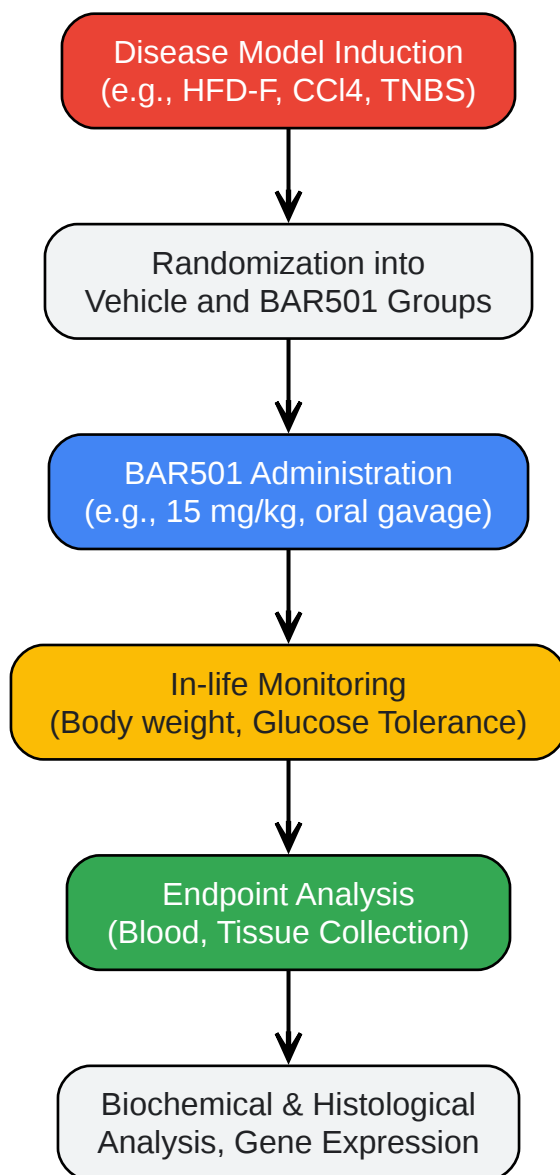 Disease Model Induction
(e.g., HFD-F, CCl4, TNBS)
Randomization into
Vehicle and BAR501 Groups
BAR501 Administration
(e.g., 15 mg/kg, oral gavage)
In-life Monitoring
(Body weight, Glucose Tolerance)
Endpoint Analysis
(Blood, Tissue Collection)
Biochemical & Histological
Analysis, Gene Expression